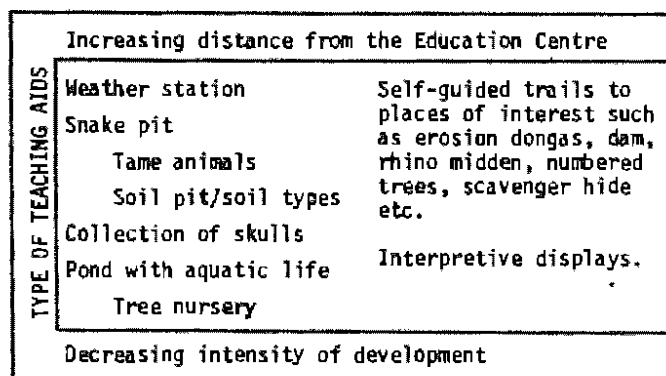 Increasing distance from the Education Centre
TYPE OF TEACHING AIDS
Weather station
Snake pit
Tame animals
Soil pit/soil types
Collection of skulls
Pond with aquatic life
Tree nursery
Self-guided trails to
places of interest such
as erosion dongas, dam,
rhino midden, numbered
trees, scavenger hide
etc.
Interpretive displays.
Decreasing intensity of development